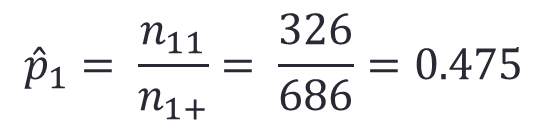 p̂₁ = n₁₁ / n₁₊ = 326 / 686 = 0.475